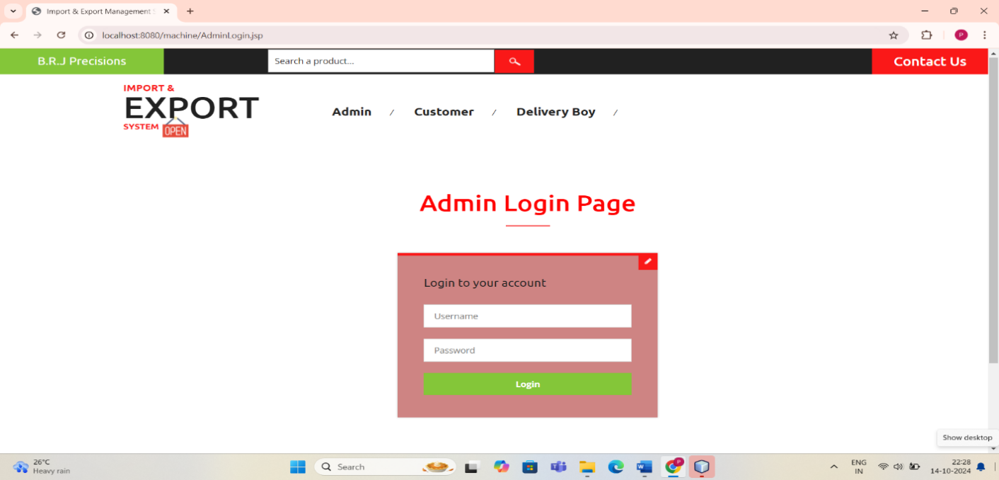 Import & Export Management
localhost:8080/machine/AdminLogin.jsp
P
B.R.J Precisions
Search a product...
Contact Us
IMPORT &
EXPORT
SYSTEM
OPEN
Admin / Customer / Delivery Boy /
Admin Login Page
Login to your account
Username
Password
Login
Show desktop
26°C
Heavy rain
Search
P
ENG
IN
22:28
14-10-2024